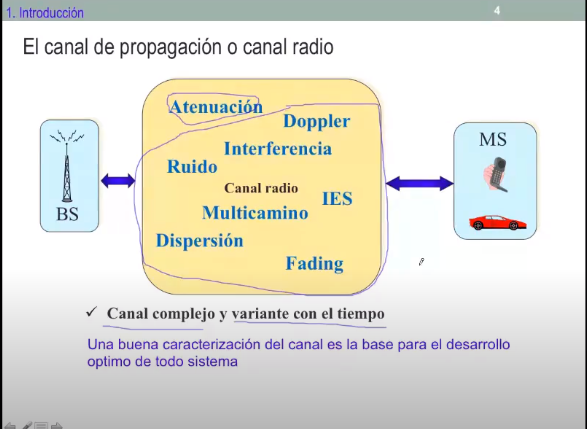 1. Introducción
4
El canal de propagación o canal radio
Atenuación
Doppler
Interferencia
Ruido
Canal radio
IES
Multicamino
Dispersión
Fading
BS
MS
✓ Canal complejo y variante con el tiempo
Una buena caracterización del canal es la base para el desarrollo
optimo de todo sistema